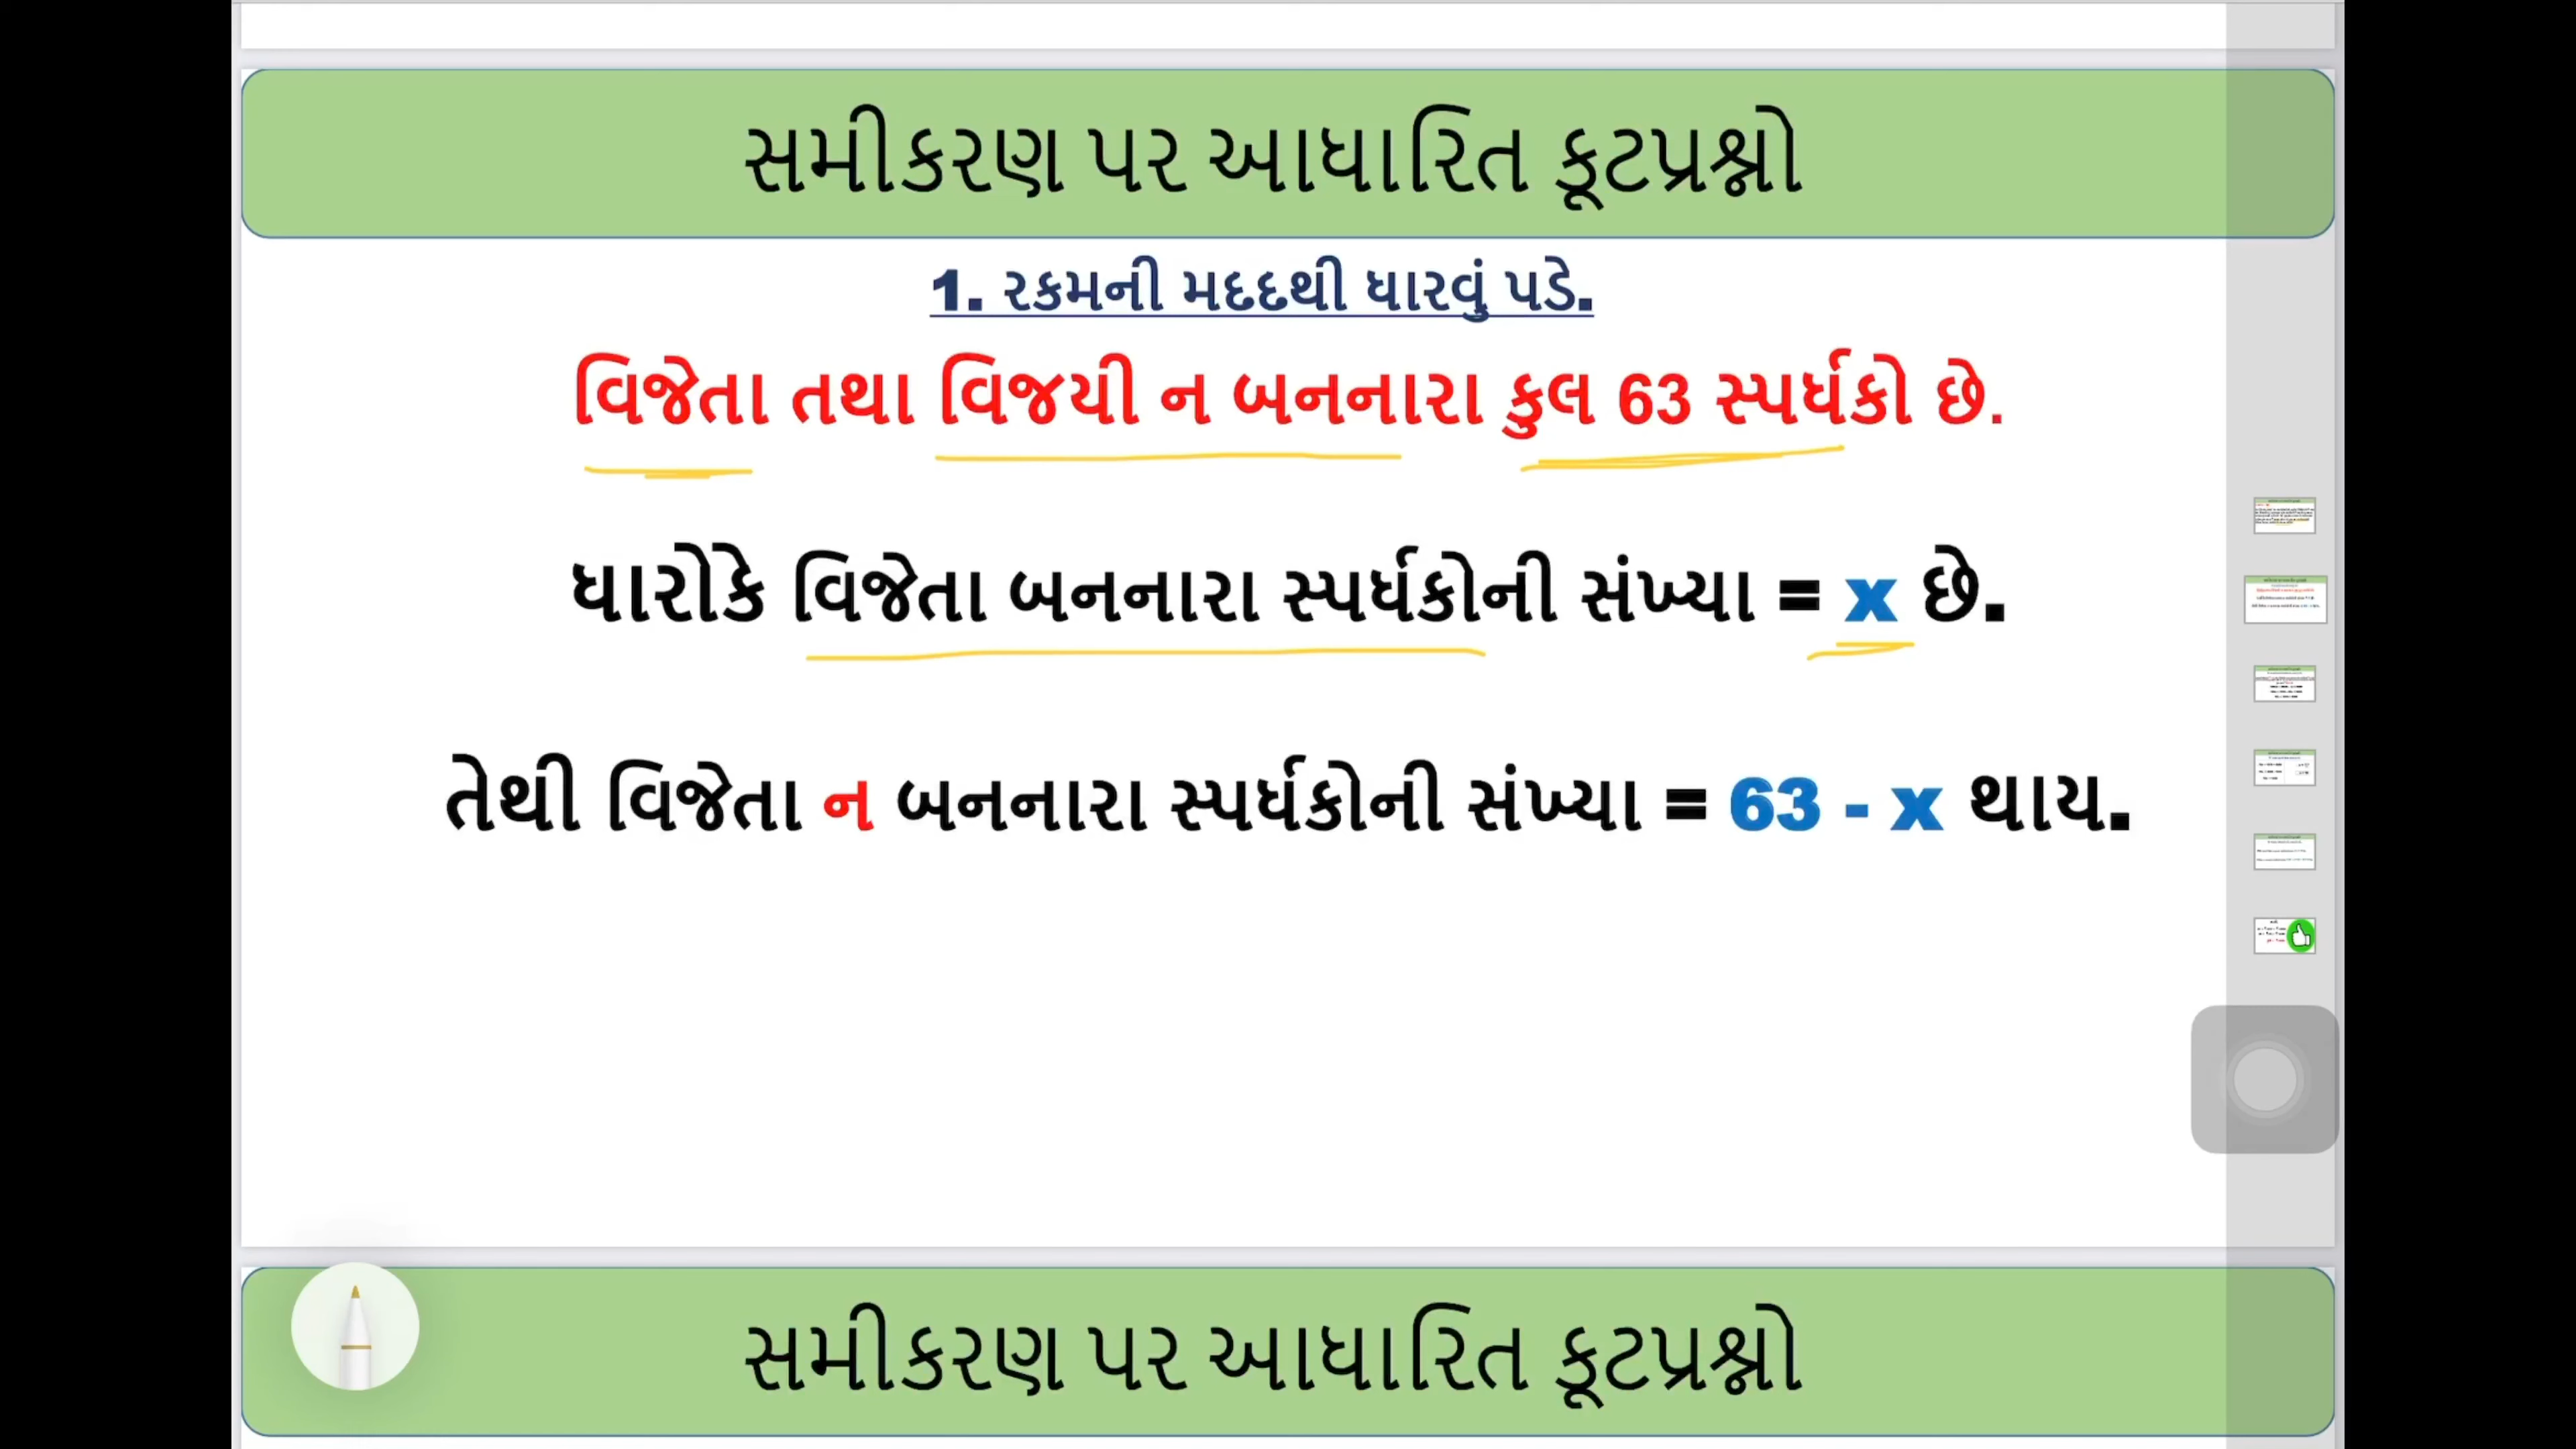 સમીકરણ પર આધારિત કૂટપ્રશ્નો
1. રકમની મદદથી ધારવું પડે.
વિજેતા તથા વિજયી ન બનનારા કુલ 63 સ્પર્ધકો છે.
ધારોકે વિજેતા બનનારા સ્પર્ધકોની સંખ્યા = x છે.
તેથી વિજેતા ન બનનારા સ્પર્ધકોની સંખ્યા = 63 - x થાય.
સમીકરણ પર આધારિત કૂટપ્રશ્નો